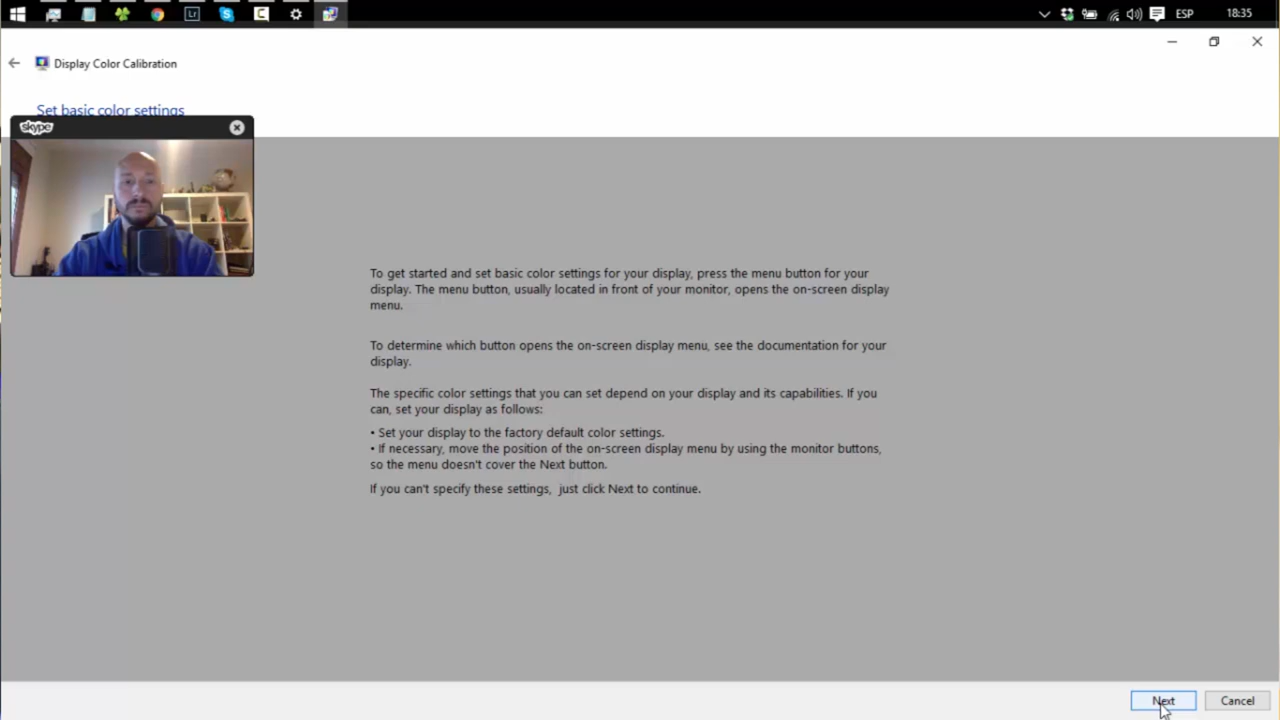 Lr
ESP
18:35
Display Color Calibration
Set basic color settings
skype
To get started and set basic color settings for your display, press the menu button for your
display. The menu button, usually located in front of your monitor, opens the on-screen display
menu.
To determine which button opens the on-screen display menu, see the documentation for your
display.
The specific color settings that you can set depend on your display and its capabilities. If you
can, set your display as follows:
• Set your display to the factory default color settings.
• If necessary, move the position of the on-screen display menu by using the monitor buttons,
so the menu doesn't cover the Next button.
If you can't specify these settings, just click Next to continue.
Next
Cancel